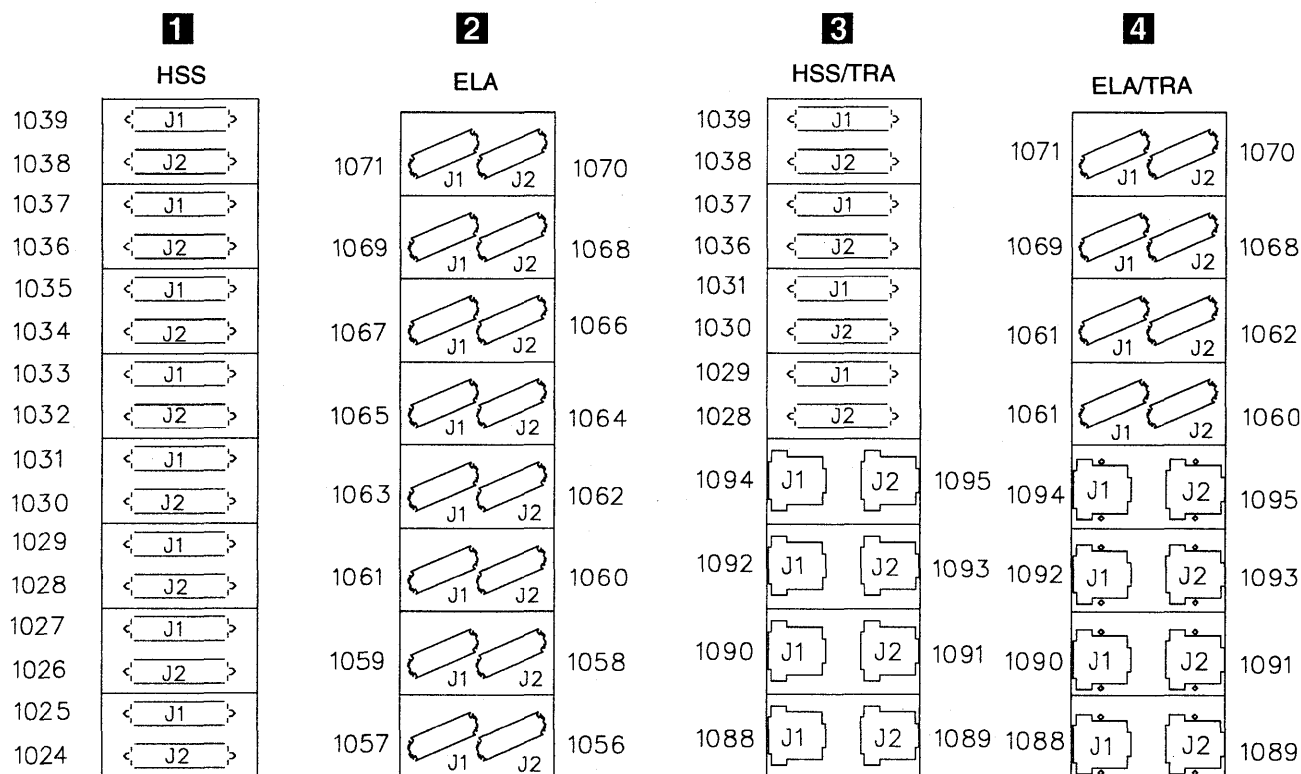 1
HSS
1039 J1
1038 J2
1037 J1
1036 J2
1035 J1
1034 J2
1033 J1
1032 J2
1031 J1
1030 J2
1029 J1
1028 J2
1027 J1
1026 J2
1025 J1
1024 J2
2
ELA
1071 J1 J2 1070
1069 J1 J2 1068
1067 J1 J2 1066
1065 J1 J2 1064
1063 J1 J2 1062
1061 J1 J2 1060
1059 J1 J2 1058
1057 J1 J2 1056
3
HSS/TRA
1039 J1
1038 J2
1037 J1
1036 J2
1031 J1
1030 J2
1029 J1
1028 J2
1094 J1 J2 1095
1092 J1 J2 1093
1090 J1 J2 1091
1088 J1 J2 1089
4
ELA/TRA
1071 J1 J2 1070
1069 J1 J2 1068
1061 J1 J2 1062
1061 J1 J2 1060
1094 J1 J2 1095
1092 J1 J2 1093
1090 J1 J2 1091
1088 J1 J2 1089